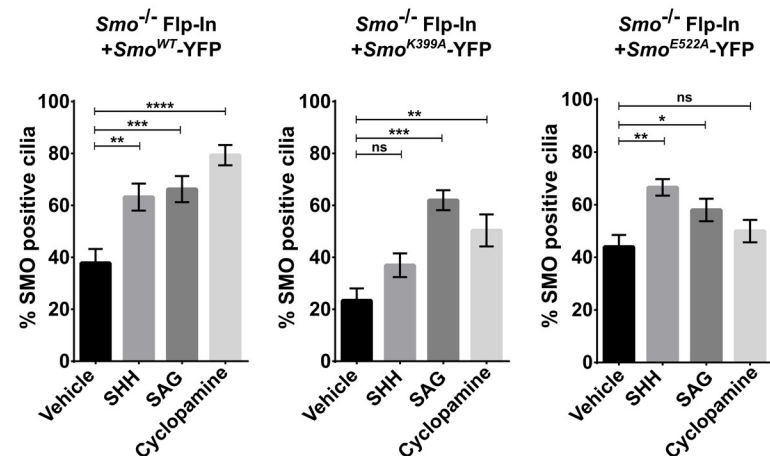 Smo-/- Flp-In
+SmoWT-YFP
% SMO positive cilia
100
80
60
40
20
0
****
***
**
Vehicle
SHH
SAG
Cyclopamine
Smo-/- Flp-In
+SmoK399A-YFP
% SMO positive cilia
100
80
60
40
20
0
**
***
ns
Vehicle
SHH
SAG
Cyclopamine
Smo-/- Flp-In
+SmoE522A-YFP
% SMO positive cilia
100
80
60
40
20
0
ns
*
**
Vehicle
SHH
SAG
Cyclopamine